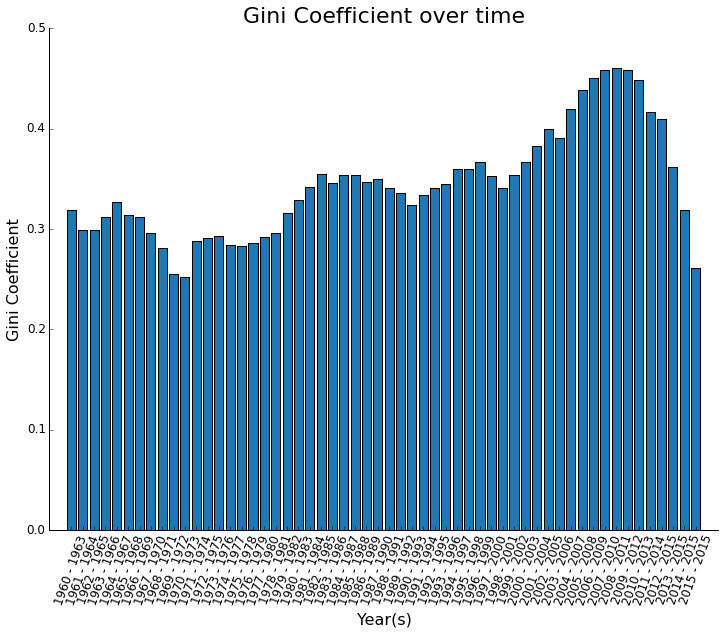 Gini Coefficient over time
0.5
0.4
0.3
0.2
0.1
0.0
Gini Coefficient
1960 - 1963
1961 - 1964
1962 - 1965
1963 - 1966
1964 - 1967
1965 - 1968
1966 - 1969
1967 - 1970
1968 - 1971
1969 - 1972
1970 - 1973
1971 - 1974
1972 - 1975
1973 - 1976
1974 - 1977
1975 - 1978
1976 - 1979
1977 - 1980
1978 - 1981
1979 - 1982
1980 - 1983
1981 - 1984
1982 - 1985
1983 - 1986
1984 - 1987
1985 - 1988
1986 - 1989
1987 - 1990
1988 - 1991
1989 - 1992
1990 - 1993
1991 - 1994
1992 - 1995
1993 - 1996
1994 - 1997
1995 - 1998
1996 - 1999
1997 - 2000
1998 - 2001
1999 - 2002
2000 - 2003
2001 - 2004
2002 - 2005
2003 - 2006
2004 - 2007
2005 - 2008
2006 - 2009
2007 - 2010
2008 - 2011
2009 - 2012
2010 - 2013
2011 - 2014
2012 - 2015
2013 - 2015
2014 - 2015
2015 - 2015
Year(s)